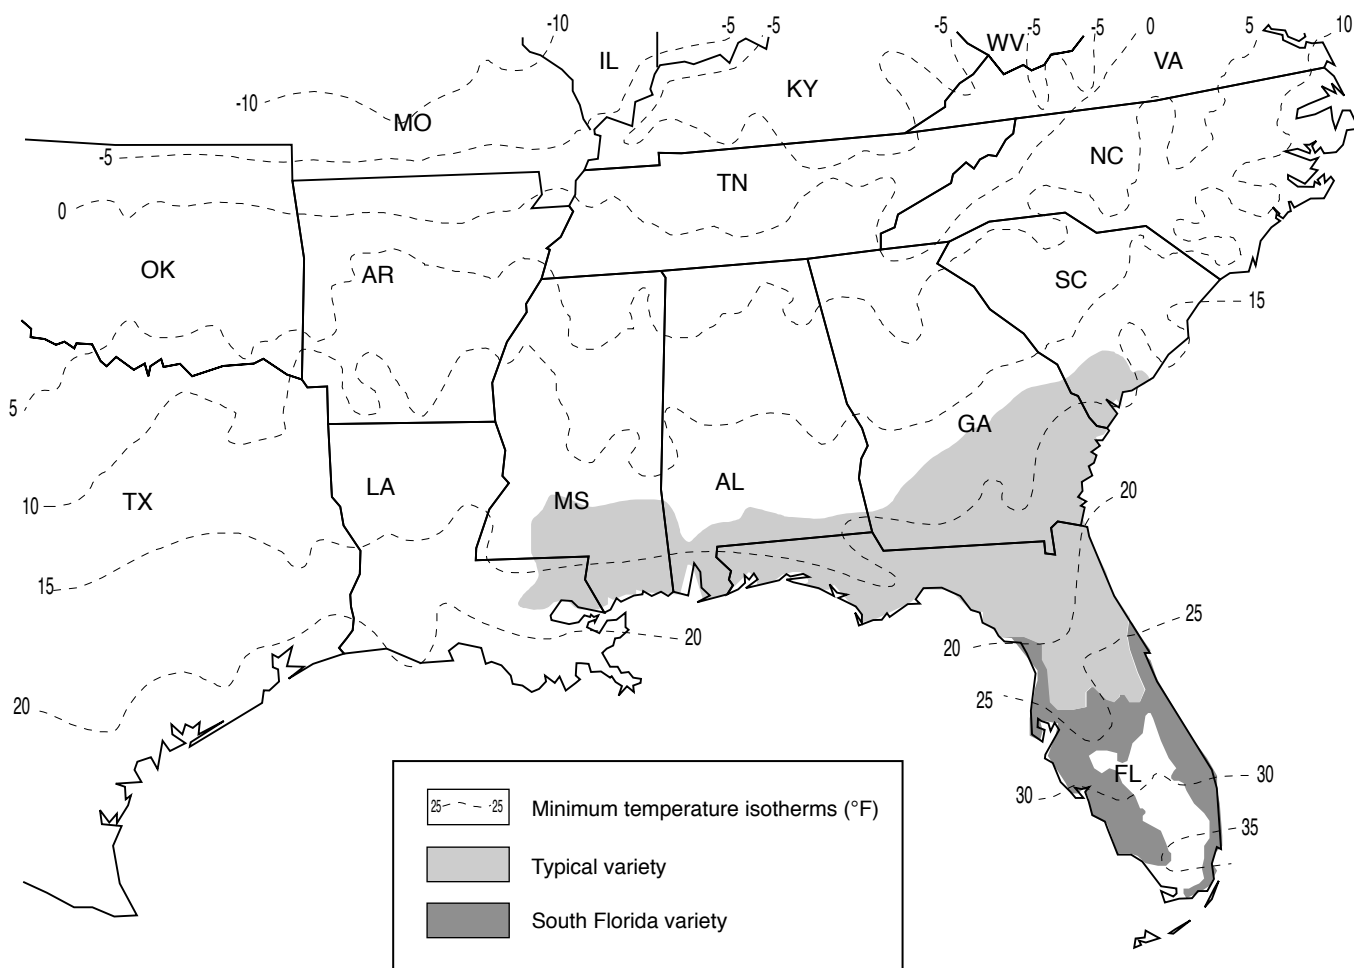 -10
IL
-5
-5
-5
WV
-5
-5
0
5
10
VA
-10
MO
KY
-5
NC
TN
0
OK
AR
SC
15
5
GA
LA
AL
20
10
TX
MS
15
25
20
20
25
20
FL
30
30
35
25 25 Minimum temperature isotherms (°F)
Typical variety
South Florida variety